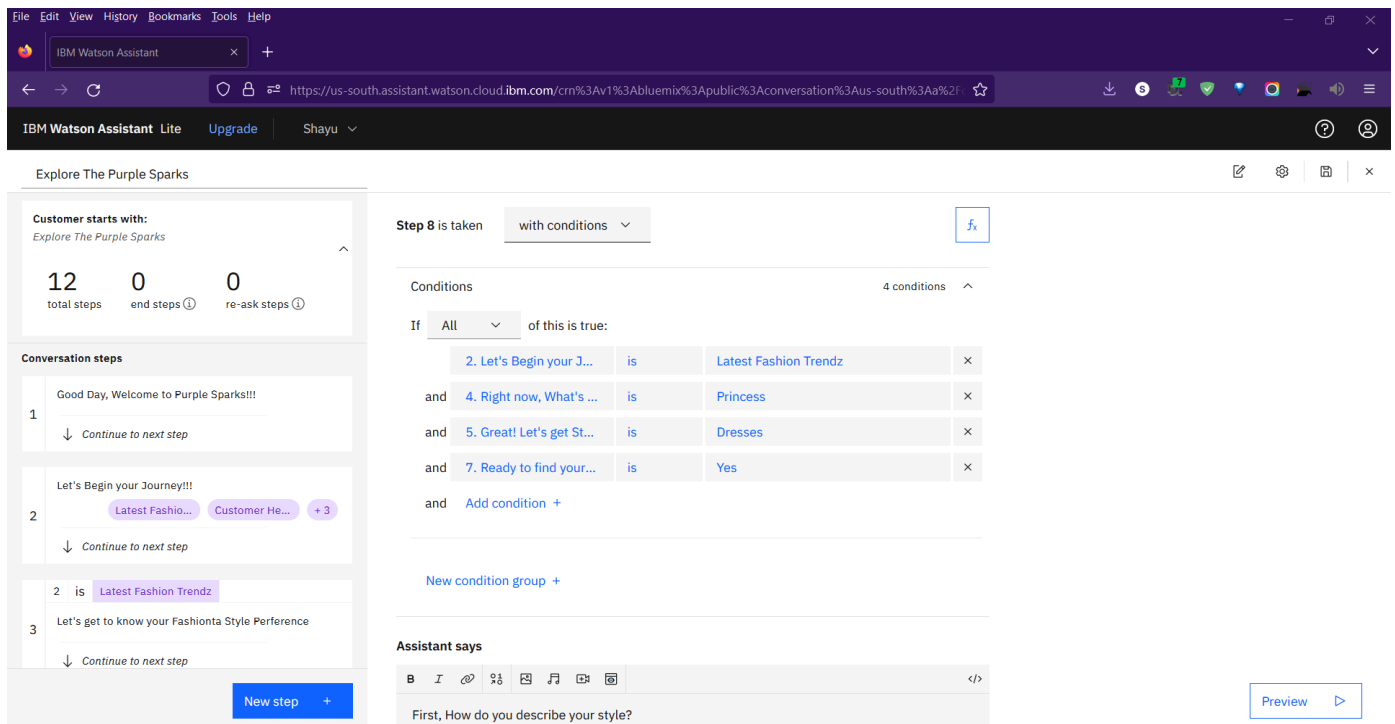 File Edit View History Bookmarks Tools Help
IBM Watson Assistant
https://us-south.assistant.watson.cloud.ibm.com/crn%3Av1%3Abluemix%3Apublic%3Aconversation%3Aus-south%3Aa%2F
S
7
IBM Watson Assistant Lite Upgrade Shayu
Explore The Purple Sparks
Customer starts with:
Explore The Purple Sparks
12 0 0
total steps end steps re-ask steps
Conversation steps
1
Good Day, Welcome to Purple Sparks!!!
Continue to next step
2
Let's Begin your Journey!!!
Latest Fashio... Customer He... + 3
Continue to next step
2 is Latest Fashion Trendz
3
Let's get to know your Fashionta Style Perference
Continue to next step
New step +
Step 8 is taken with conditions
fx
Conditions 4 conditions
If All of this is true:
2. Let's Begin your J... is Latest Fashion Trendz
and 4. Right now, What's ... is Princess
and 5. Great! Let's get St... is Dresses
and 7. Ready to find your... is Yes
and Add condition +
New condition group +
Assistant says
B I </>
First, How do you describe your style?
Preview